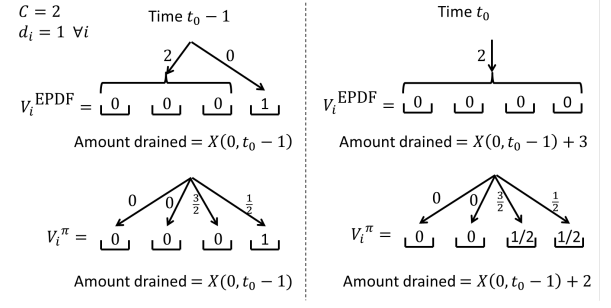 C = 2
d_i = 1 ∀i
Time t_0 − 1
2 0
V_i^EPDF = 0 0 0 1
Amount drained = X(0, t_0 − 1)
0 0 3/2 1/2
V_i^π = 0 0 0 1
Amount drained = X(0, t_0 − 1)
Time t_0
2
V_i^EPDF = 0 0 0 0
Amount drained = X(0, t_0 − 1) + 3
0 0 3/2 1/2
V_i^π = 0 0 1/2 1/2
Amount drained = X(0, t_0 − 1) + 2